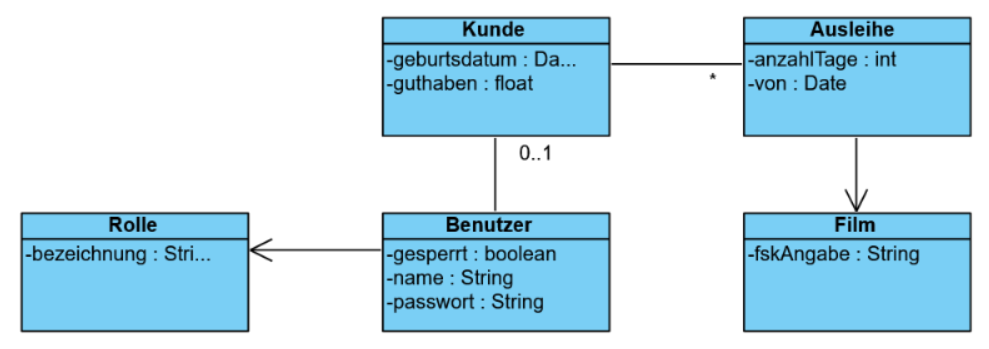 Kunde
-geburtsdatum : Da...
-guthaben : float
Ausleihe
-anzahlTage : int
-von : Date
*
0..1
Rolle
-bezeichnung : Stri...
Benutzer
-gesperrt : boolean
-name : String
-passwort : String
Film
-fskAngabe : String